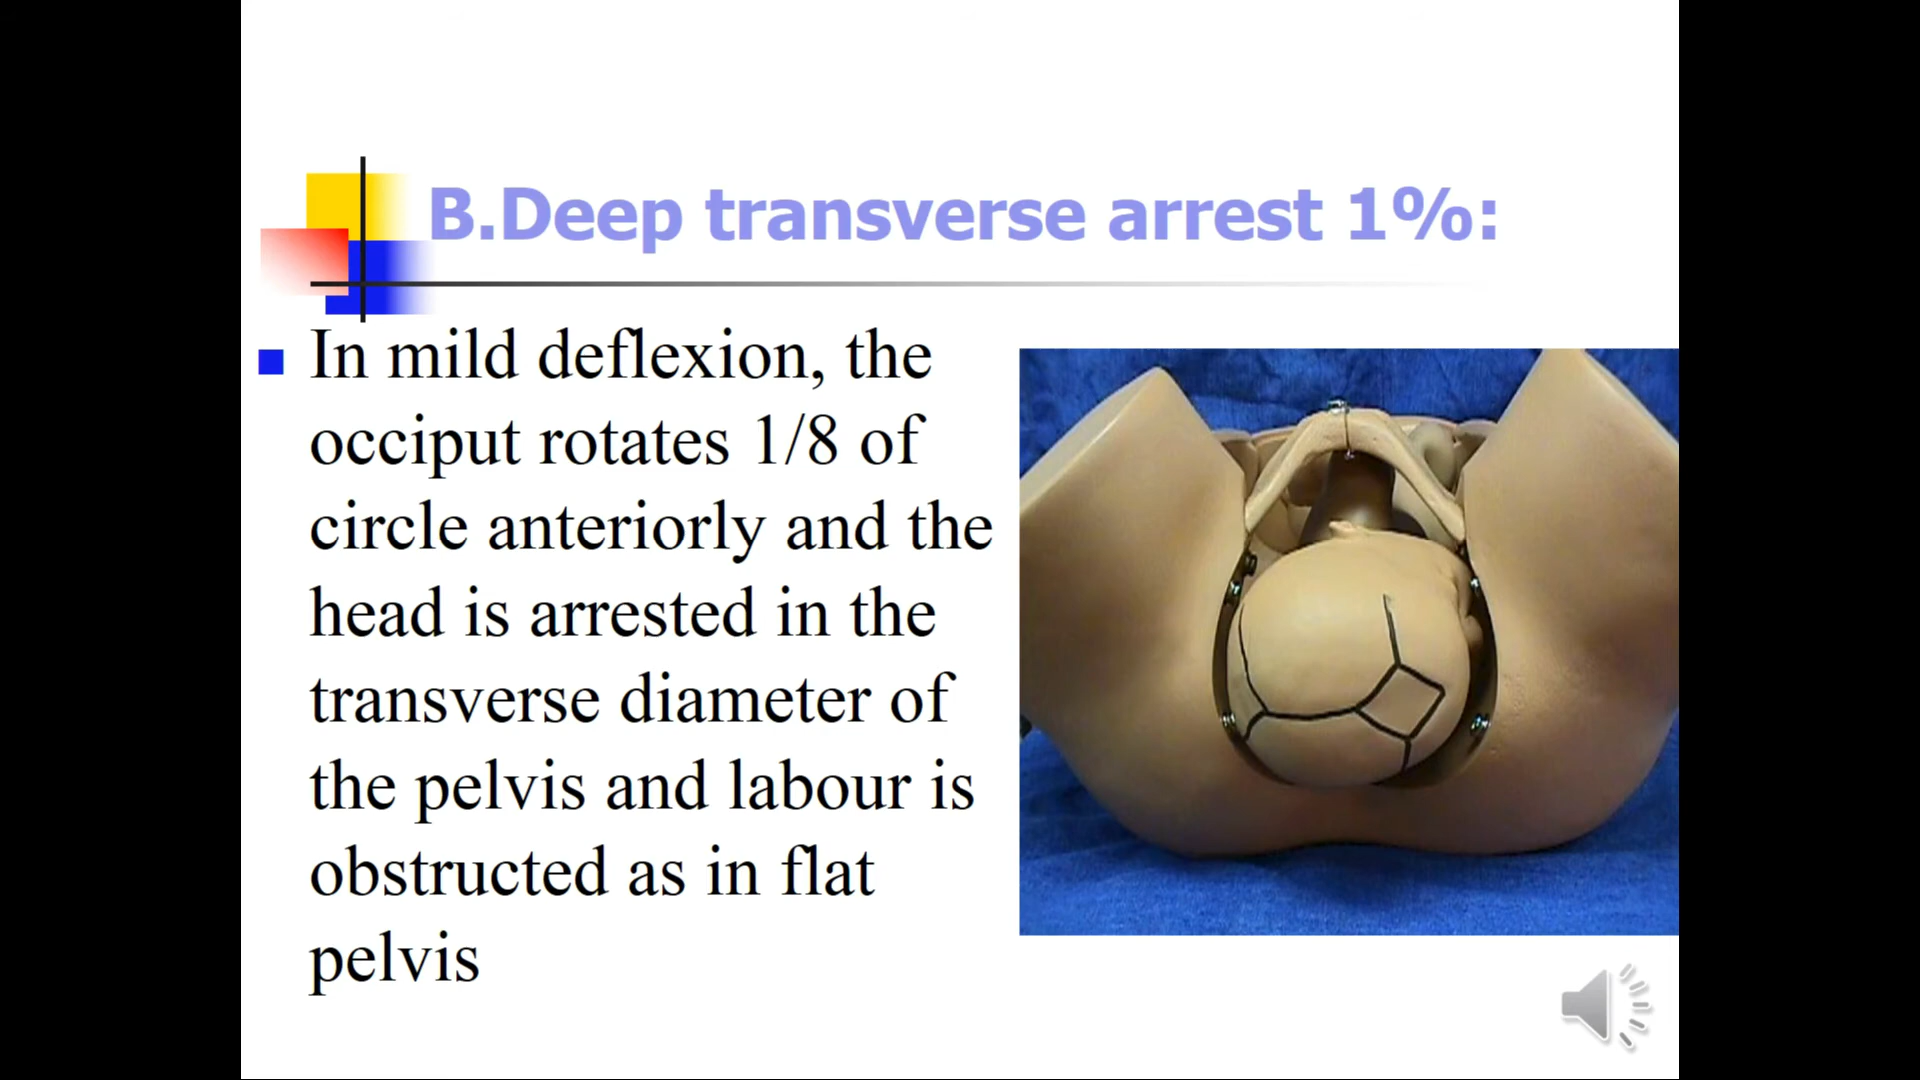 B.Deep transverse arrest 1%:
In mild deflexion, the
occiput rotates 1/8 of
circle anteriorly and the
head is arrested in the
transverse diameter of
the pelvis and labour is
obstructed as in flat
pelvis